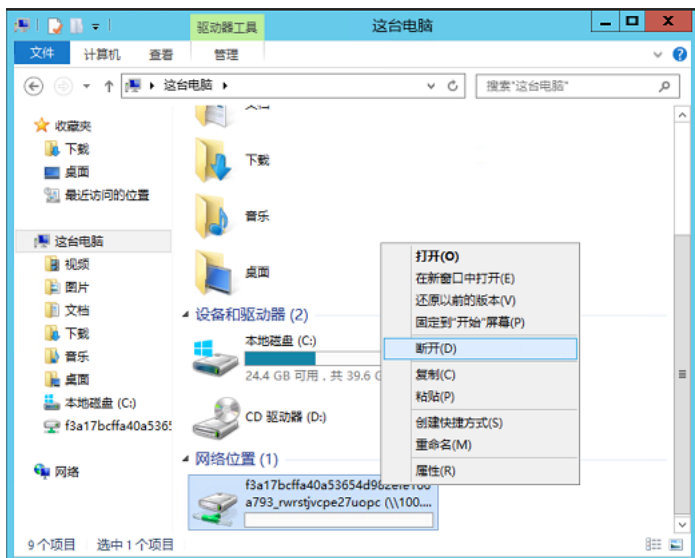 驱动器工具
这台电脑
文件
计算机
查看
管理
这台电脑
搜索"这台电脑"
收藏夹
下载
桌面
最近访问的位置
这台电脑
视频
图片
文档
下载
音乐
桌面
本地磁盘 (C:)
f3a17bcffa40a5365
网络
下载
音乐
桌面
设备和驱动器 (2)
本地磁盘 (C:)
24.4 GB 可用，共 39.6 G
CD 驱动器 (D:)
网络位置 (1)
a793_rwrstjvcpe27uopc (\\100....
打开(O)
在新窗口中打开(E)
还原以前的版本(V)
固定到"开始"屏幕(P)
断开(D)
复制(C)
粘贴(P)
创建快捷方式(S)
重命名(M)
属性(R)
9 个项目
选中 1 个项目